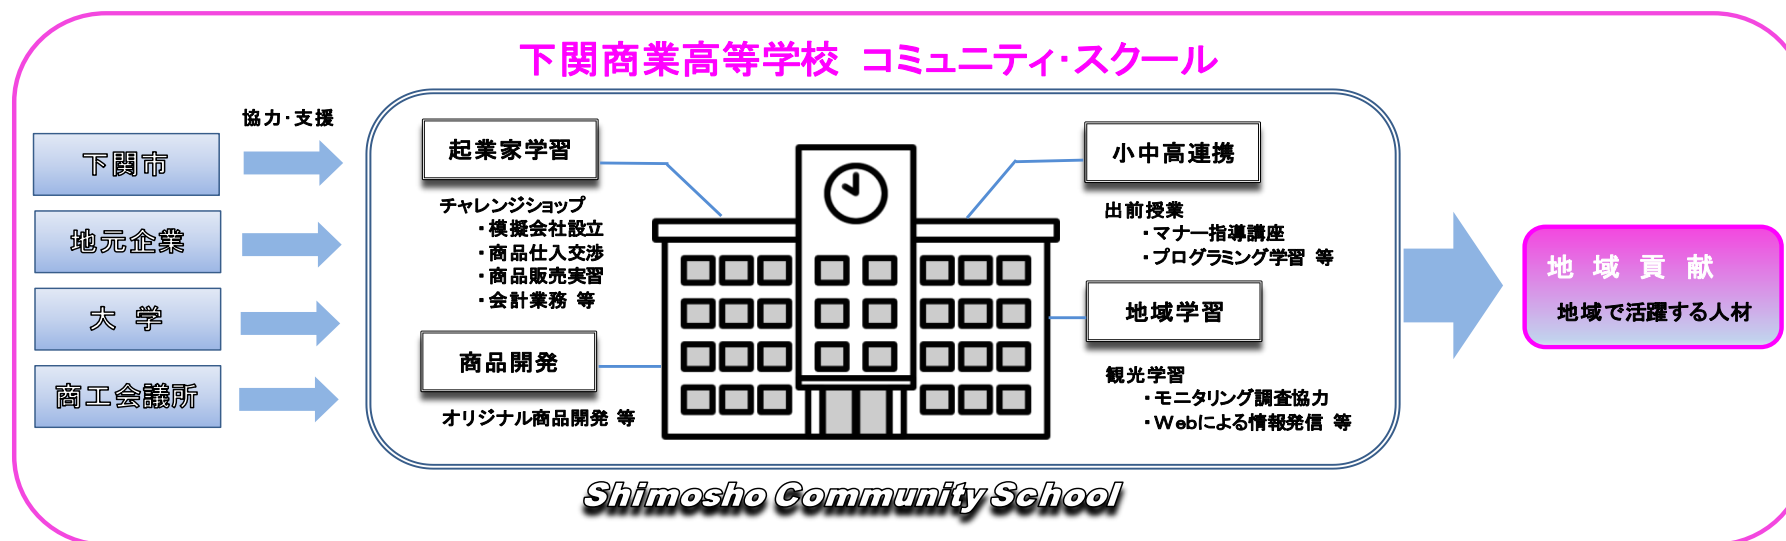 下関商業高等学校 コミュニティ・スクール
協力・支援
下関市
地元企業
大 学
商工会議所
起業家学習
チャレンジショップ
・模擬会社設立
・商品仕入交渉
・商品販売実習
・会計業務 等
商品開発
オリジナル商品開発 等
小中高連携
出前授業
・マナー指導講座
・プログラミング学習 等
地域学習
観光学習
・モニタリング調査協力
・Webによる情報発信 等
地 域 貢 献
地域で活躍する人材
Shimosho Community School